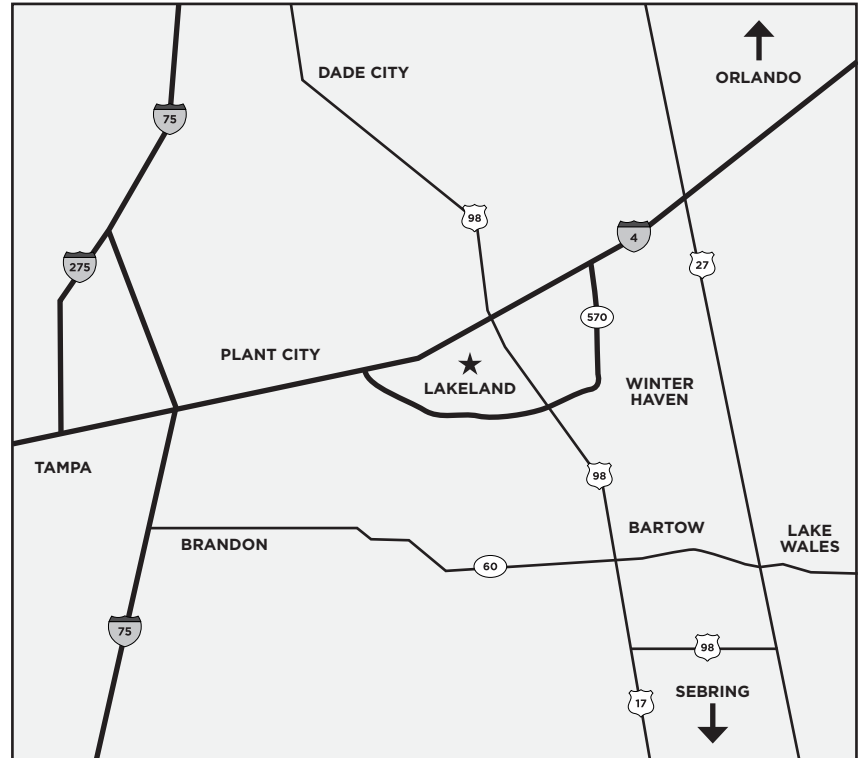 DADE CITY
ORLANDO
75
98
4
275
27
570
PLANT CITY
LAKELAND
WINTER
HAVEN
TAMPA
98
BARTOW
LAKE
WALES
BRANDON
60
75
98
SEBRING
17